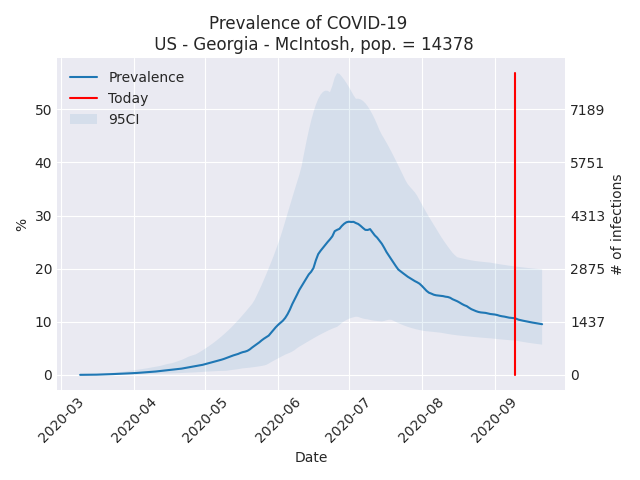 Prevalence of COVID-19
US - Georgia - McIntosh, pop. = 14378
Prevalence
Today
95CI
50
40
30
20
10
0
%
7189
5751
4313
2875
1437
0
# of infections
2020-03
2020-04
2020-05
2020-06
2020-07
2020-08
2020-09
Date